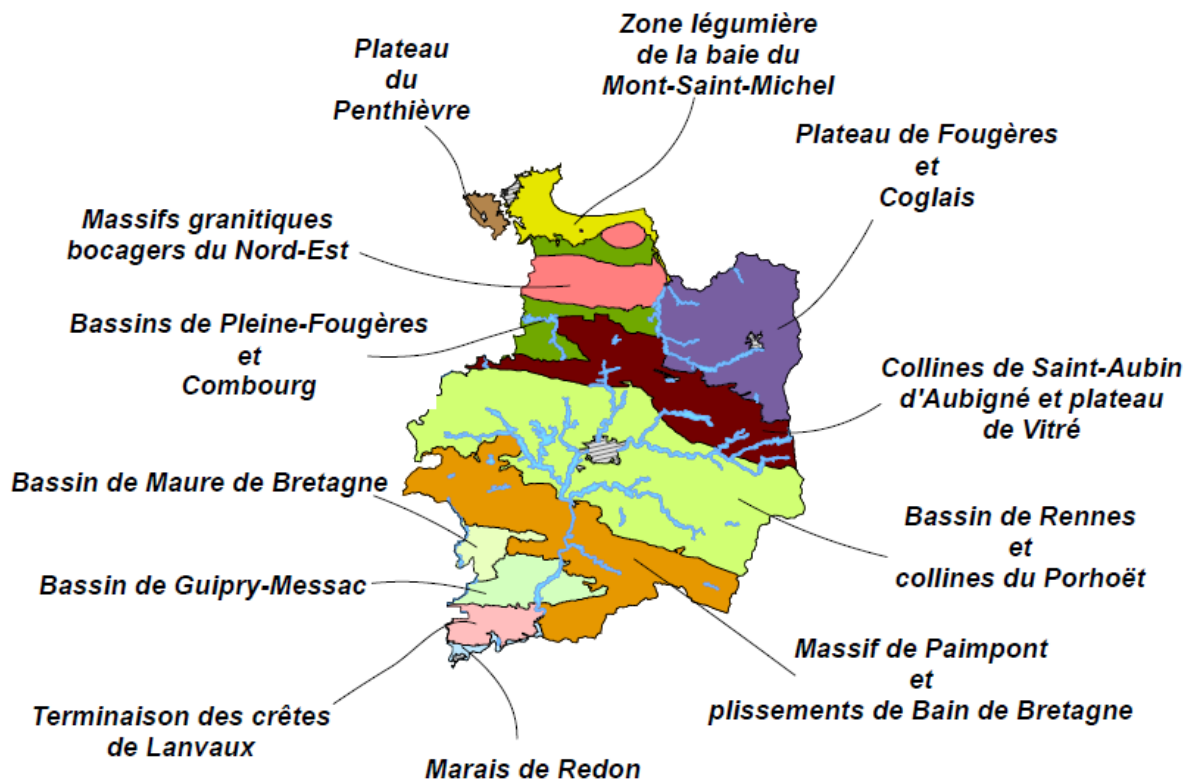 Plateau
du
Penthièvre
Zone légumière
de la baie du
Mont-Saint-Michel
Plateau de Fougères
et
Coglais
Massifs granitiques
bocagers du Nord-Est
Bassins de Pleine-Fougères
et
Combourg
Collines de Saint-Aubin
d'Aubigné et plateau
de Vitré
Bassin de Maure de Bretagne
Bassin de Rennes
et
collines du Porhoët
Bassin de Guipry-Messac
Massif de Paimpont
et
plissements de Bain de Bretagne
Terminaison des crêtes
de Lanvaux
Marais de Redon